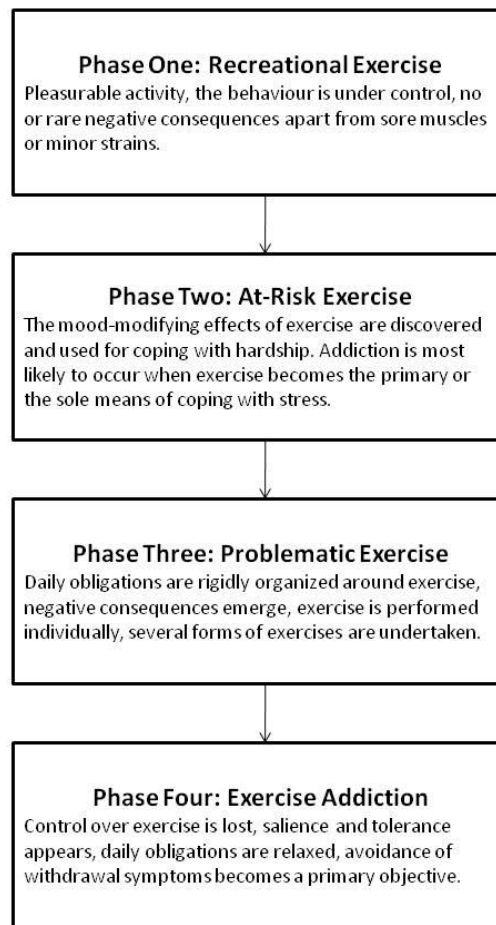 Phase One: Recreational Exercise
Pleasurable activity, the behaviour is under control, no
or rare negative consequences apart from sore muscles
or minor strains.
Phase Two: At-Risk Exercise
The mood-modifying effects of exercise are discovered
and used for coping with hardship. Addiction is most
likely to occur when exercise becomes the primary or
the sole means of coping with stress.
Phase Three: Problematic Exercise
Daily obligations are rigidly organized around exercise,
negative consequences emerge, exercise is performed
individually, several forms of exercises are undertaken.
Phase Four: Exercise Addiction
Control over exercise is lost, salience and tolerance
appears, daily obligations are relaxed, avoidance of
withdrawal symptoms becomes a primary objective.